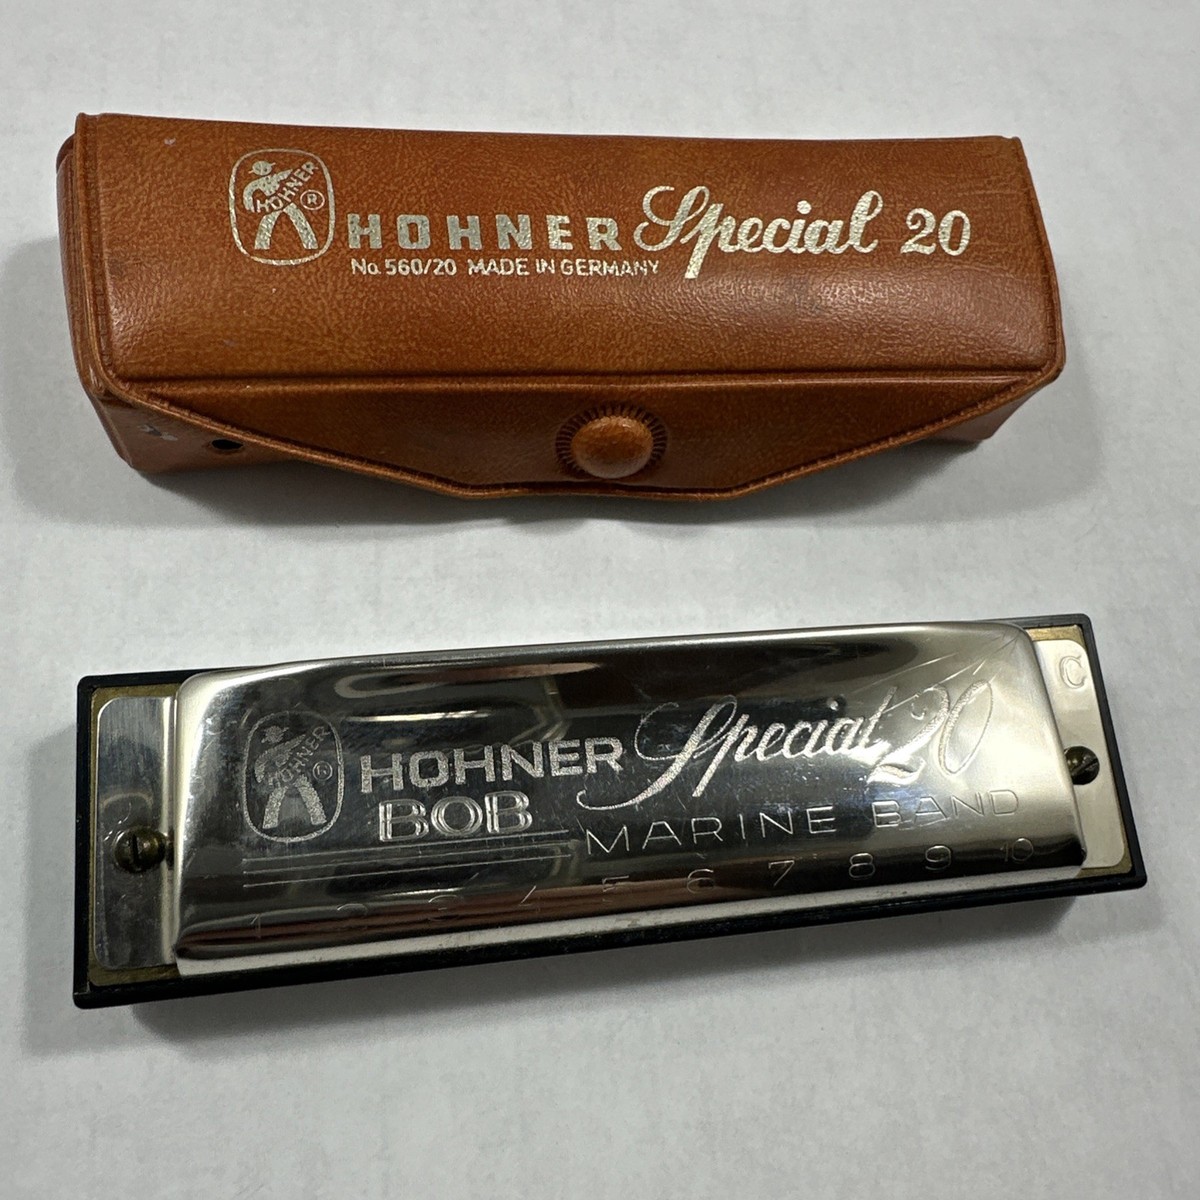 HOHNER ® HOHNER Special 20
No. 560/20 MADE IN GERMANY
C
HOHNER ® HOHNER Special 20
BOB MARINE BAND
1 2 3 4 5 6 7 8 9 10